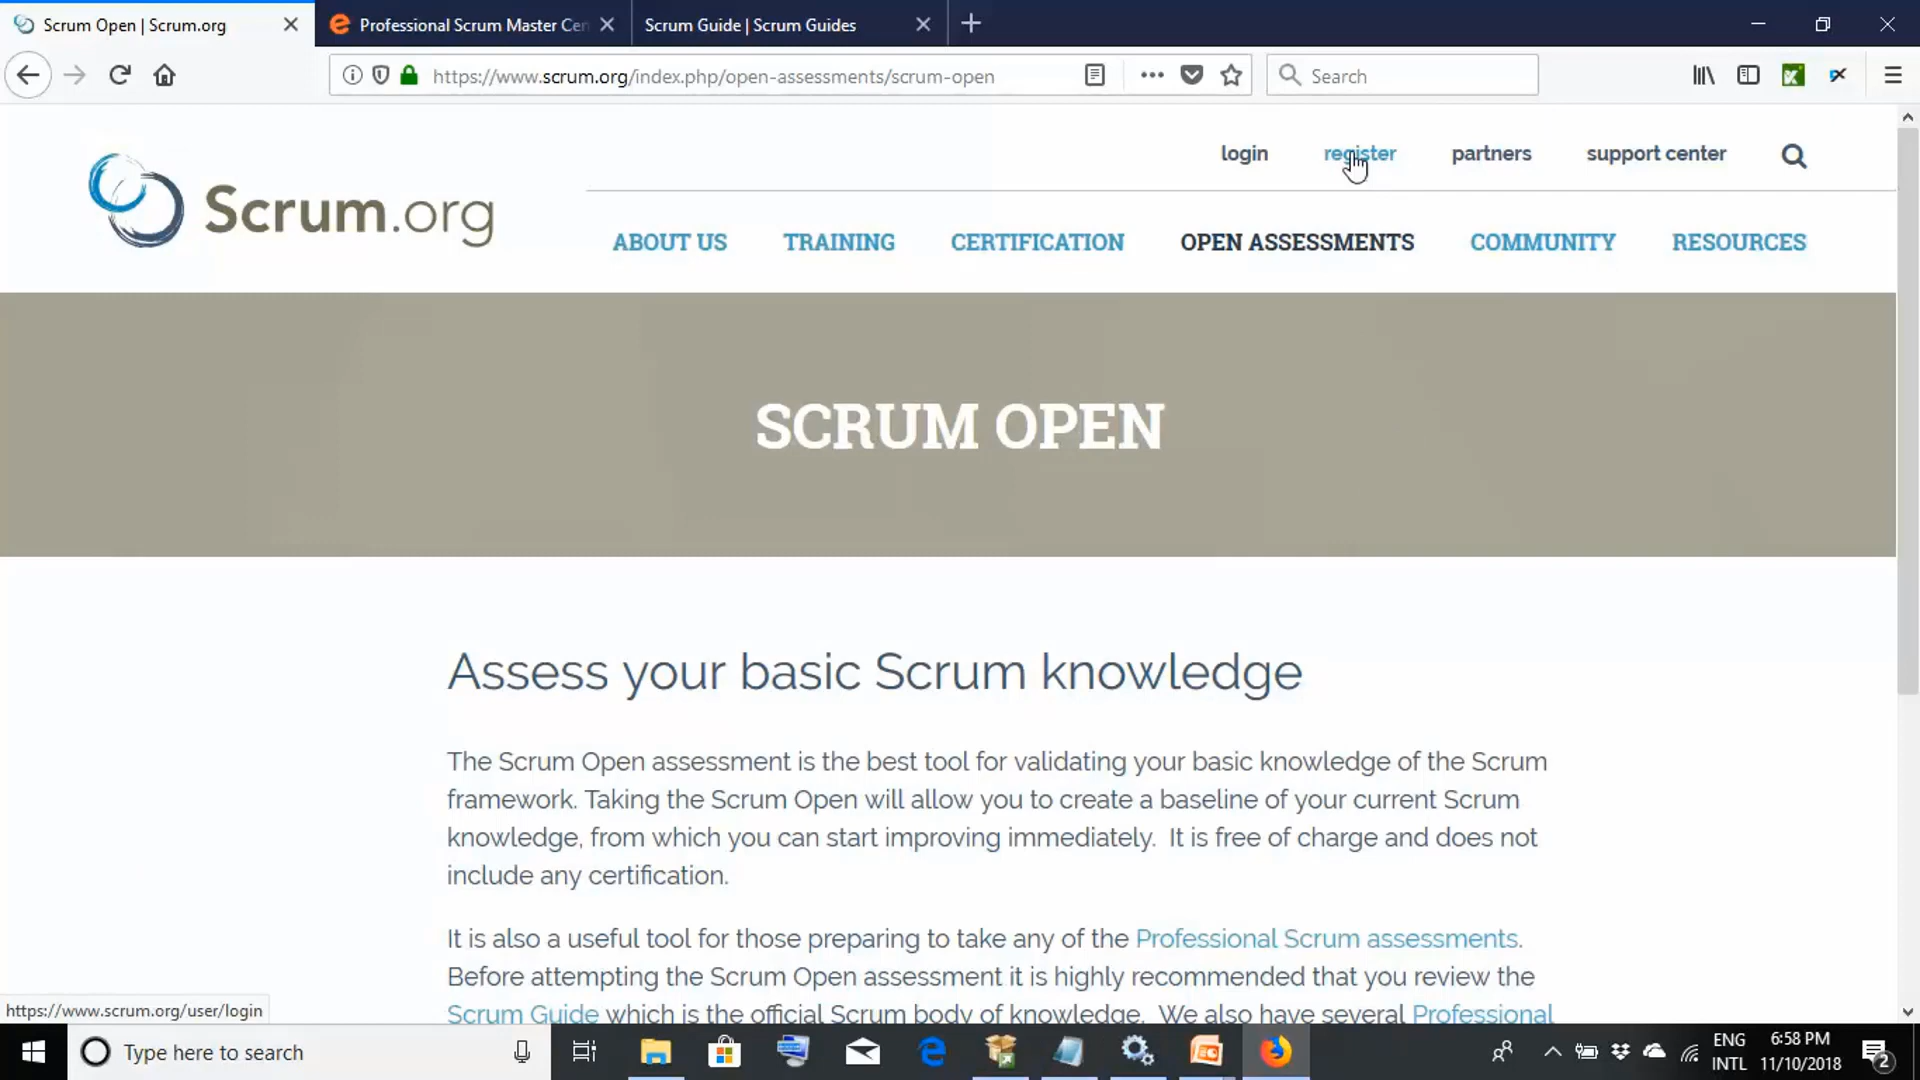 Scrum Open | Scrum.org
Professional Scrum Master Cer
Scrum Guide | Scrum Guides
https://www.scrum.org/index.php/open-assessments/scrum-open
Search
login register partners support center
Scrum.org
ABOUT US TRAINING CERTIFICATION OPEN ASSESSMENTS COMMUNITY RESOURCES
SCRUM OPEN
Assess your basic Scrum knowledge
The Scrum Open assessment is the best tool for validating your basic knowledge of the Scrum
framework. Taking the Scrum Open will allow you to create a baseline of your current Scrum
knowledge, from which you can start improving immediately. It is free of charge and does not
include any certification.
It is also a useful tool for those preparing to take any of the Professional Scrum assessments.
Before attempting the Scrum Open assessment it is highly recommended that you review the
Scrum Guide which is the official Scrum body of knowledge. We also have several Professional
https://www.scrum.org/user/login
Type here to search
ENG
INTL
6:58 PM
11/10/2018
2